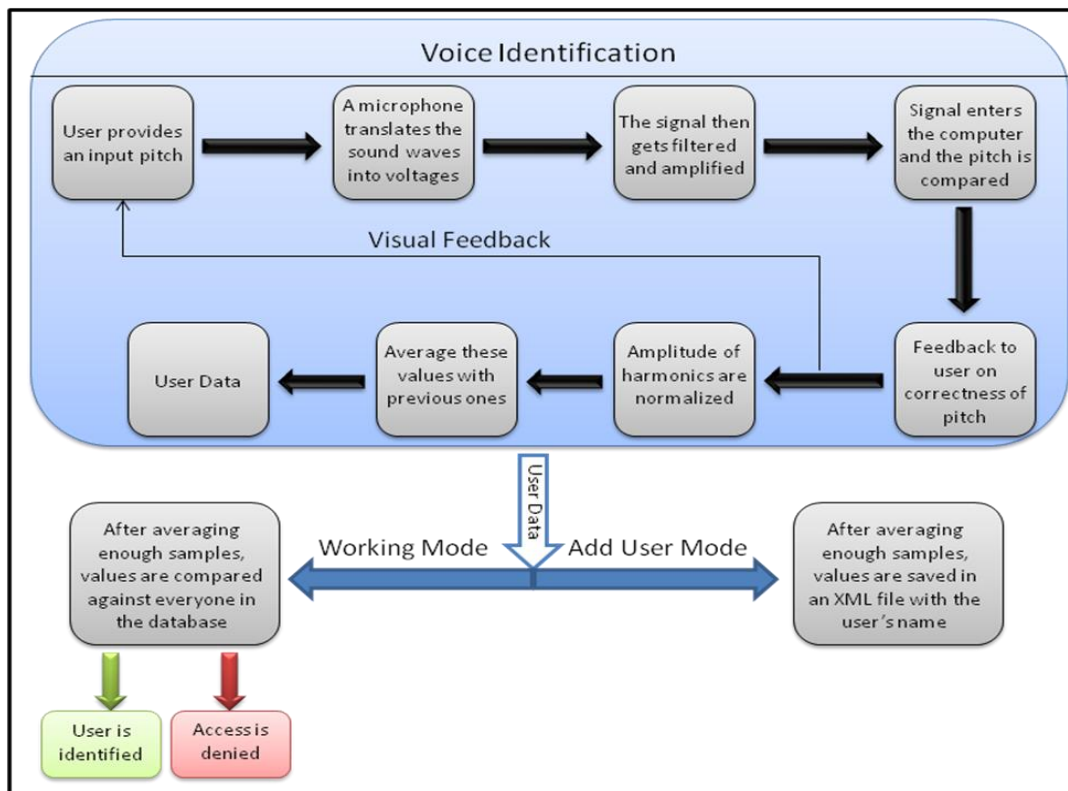 Voice Identification
User provides
an input pitch
A microphone
translates the
sound waves
into voltages
The signal then
gets filtered
and amplified
Signal enters
the computer
and the pitch is
compared
Visual Feedback
User Data
Average these
values with
previous ones
Amplitude of
harmonics are
normalized
Feedback to
user on
correctness of
pitch
User Data
After averaging
enough samples,
values are compared
against everyone in
the database
Working Mode
Add User Mode
After averaging
enough samples,
values are saved in
an XML file with the
user's name
User is
identified
Access is
denied